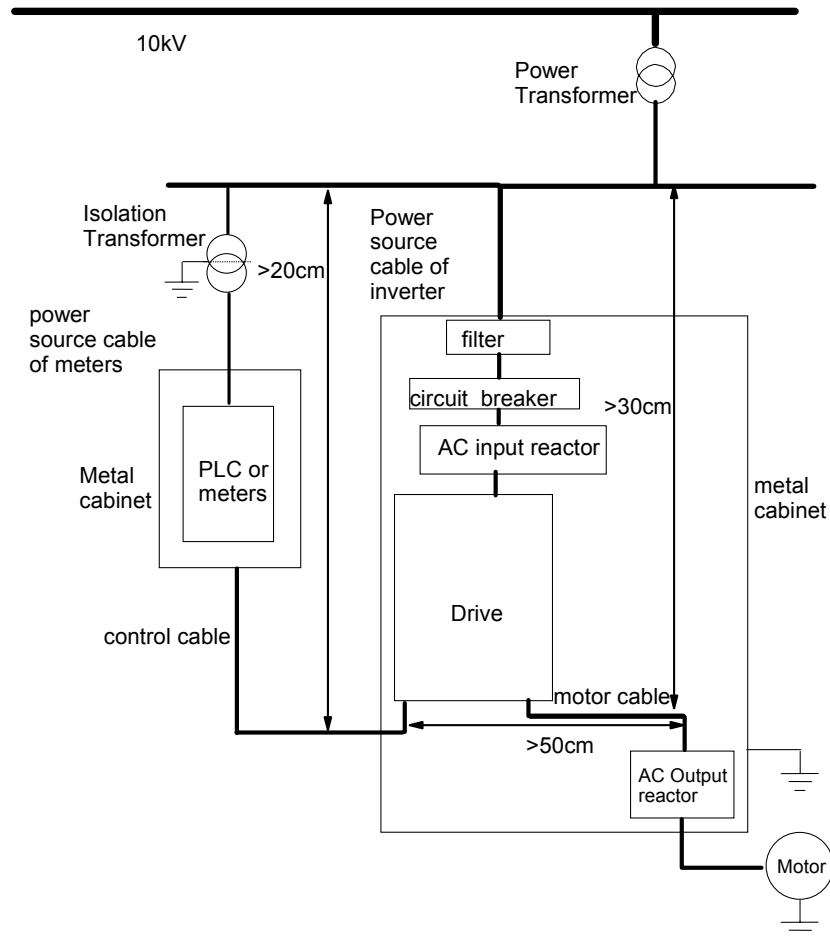 10kV
Power
Transformer
Isolation
Transformer
>20cm
Power
source
cable of
inverter
power
source cable
of meters
filter
circuit breaker
>30cm
AC input reactor
Metal
cabinet
PLC or
meters
metal
cabinet
Drive
control cable
motor cable
>50cm
AC Output
reactor
Motor